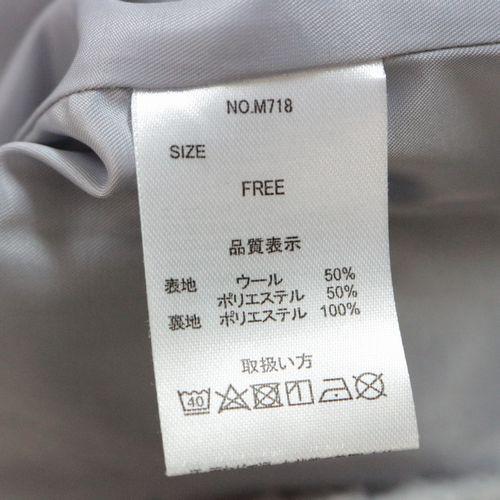 NO.M718
SIZE
FREE
品質表示
表地 ウール 50%
ポリエステル 50%
裏地 ポリエステル 100%
取扱い方
40